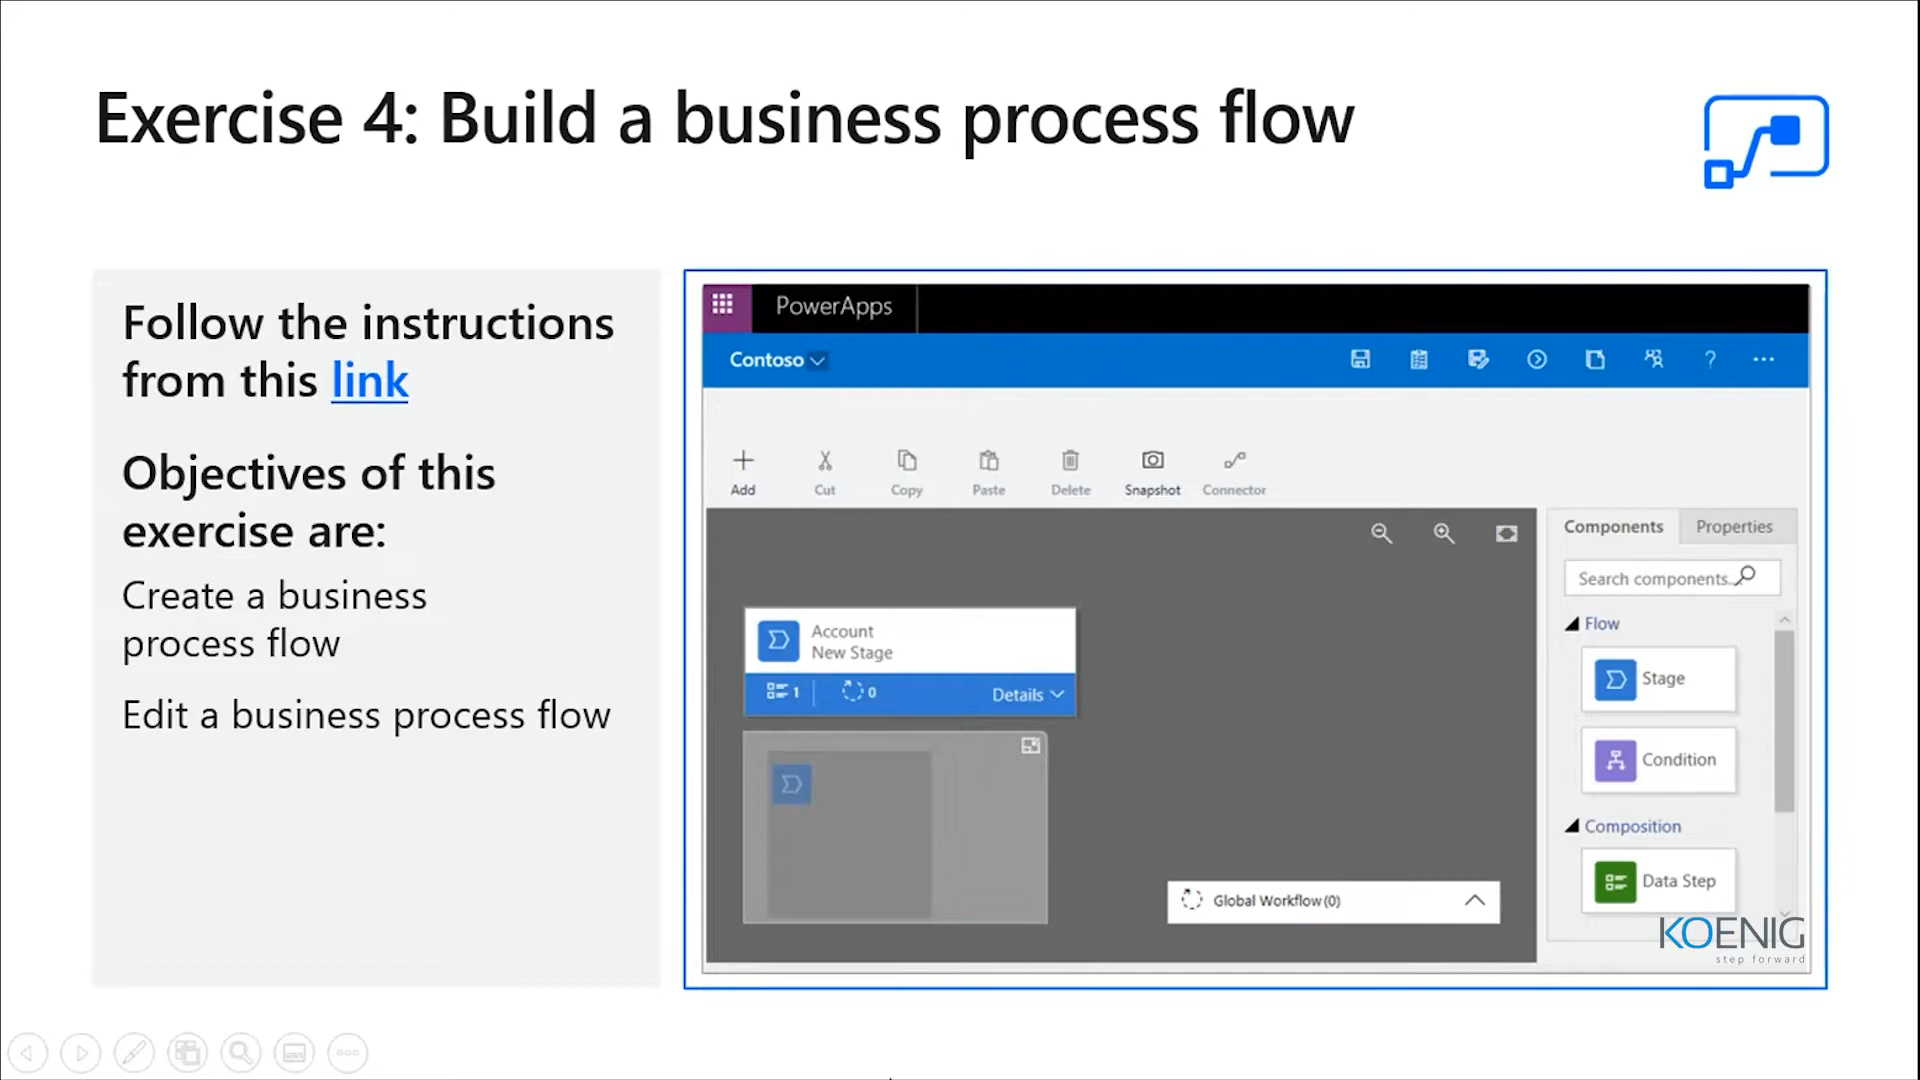 Exercise 4: Build a business process flow
Follow the instructions
from this link
Objectives of this
exercise are:
Create a business
process flow
Edit a business process flow
PowerApps
Contoso
?
Add
Cut
Copy
Paste
Delete
Snapshot
Connector
Components
Properties
Search components..
Account
New Stage
1
0
Details
Global Workflow(0)
Flow
Stage
Condition
Composition
Data Step
KOENIG
step forward